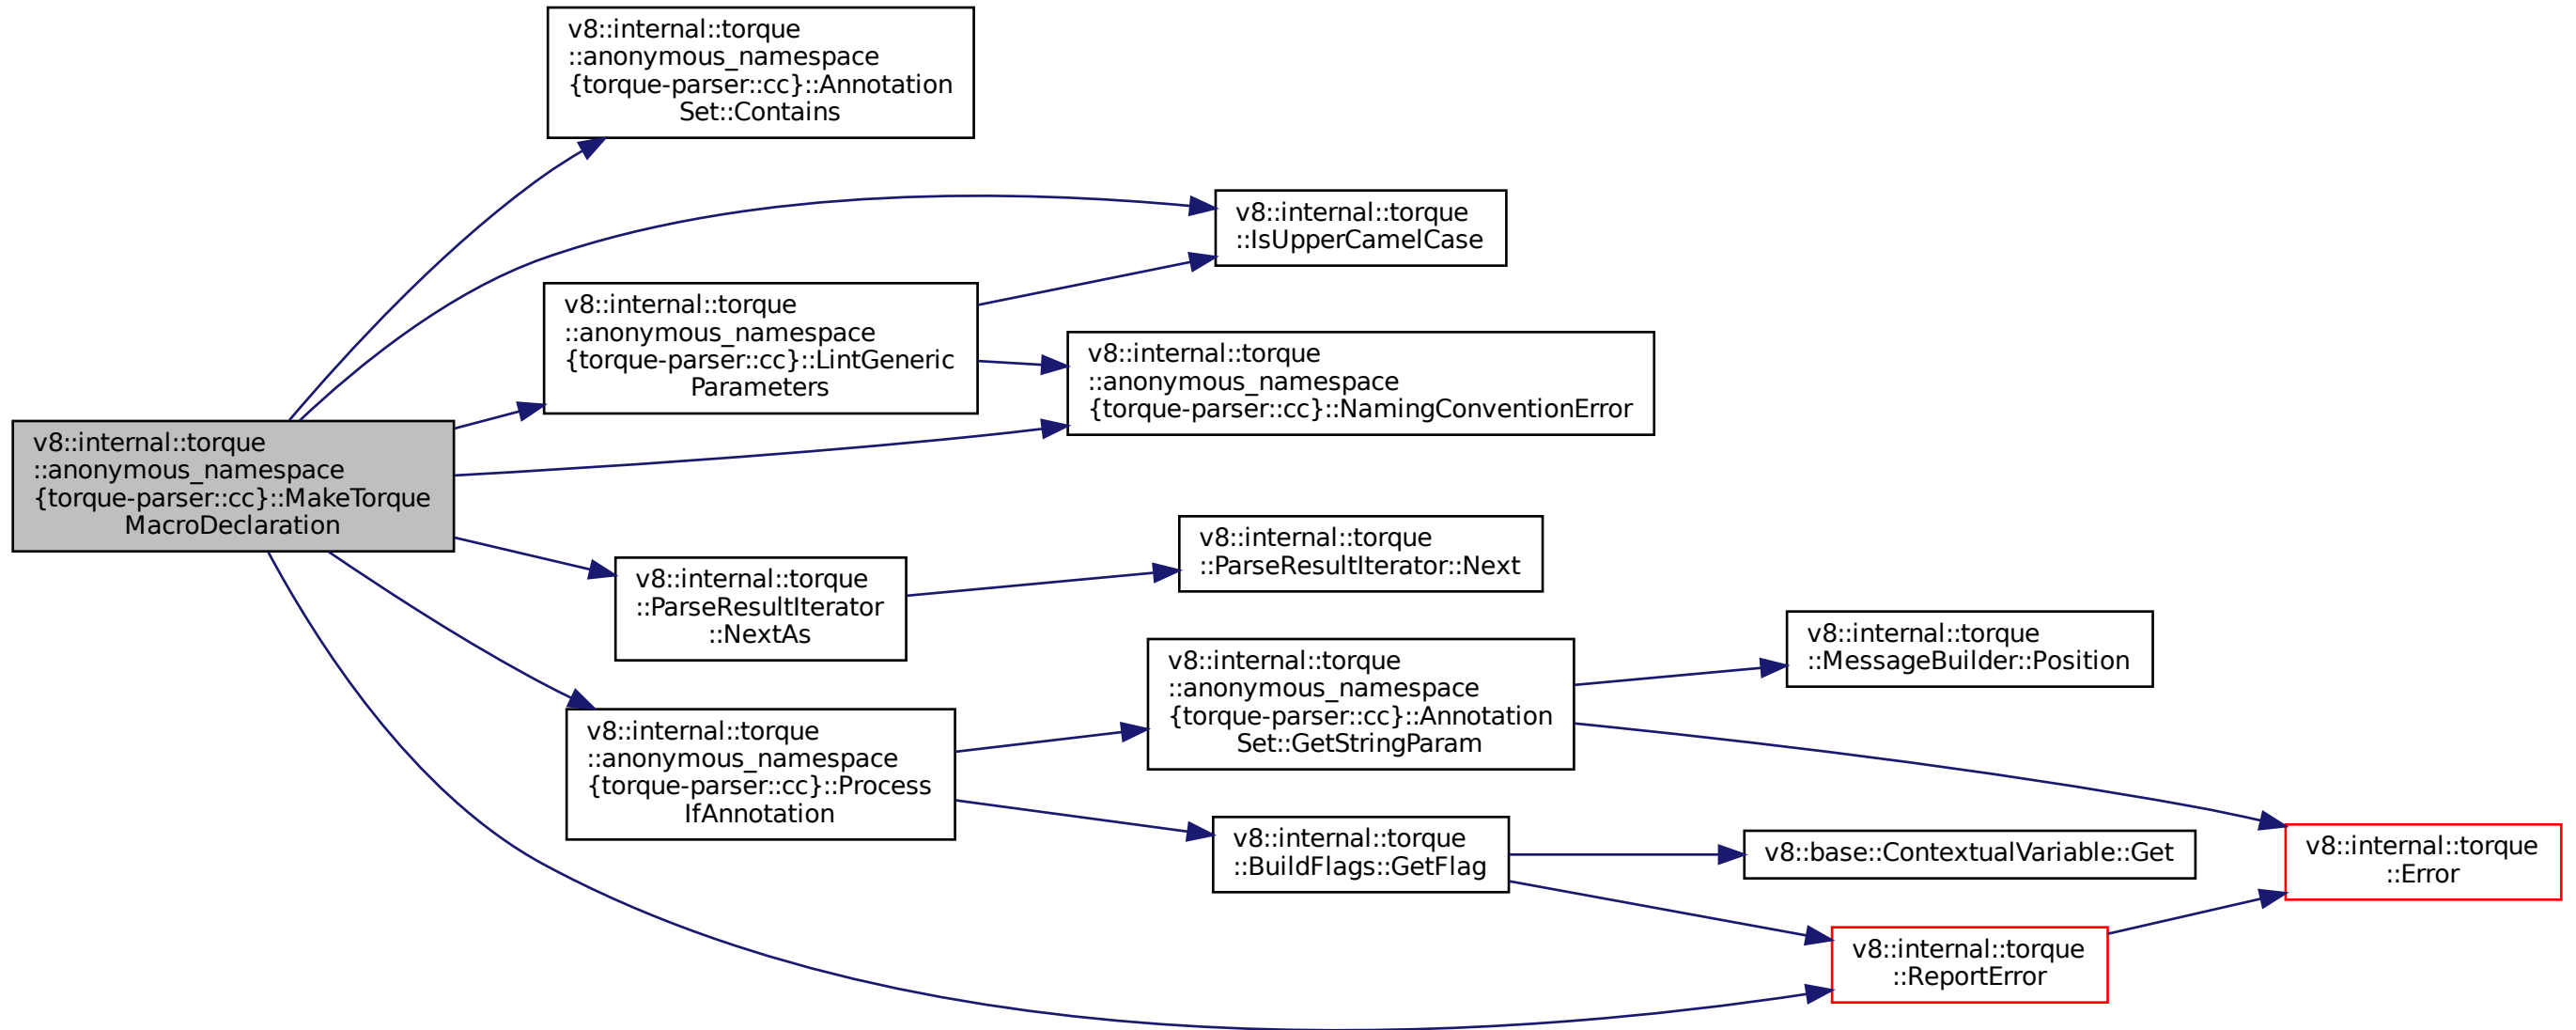 v8::internal::torque
::anonymous_namespace
{torque-parser::cc}::Annotation
Set::Contains
v8::internal::torque
::IsUpperCamelCase
v8::internal::torque
::anonymous_namespace
{torque-parser::cc}::LintGeneric
Parameters
v8::internal::torque
::anonymous_namespace
{torque-parser::cc}::NamingConventionError
v8::internal::torque
::anonymous_namespace
{torque-parser::cc}::MakeTorque
MacroDeclaration
v8::internal::torque
::ParseResultIterator::Next
v8::internal::torque
::ParseResultIterator
::NextAs
v8::internal::torque
::MessageBuilder::Position
v8::internal::torque
::anonymous_namespace
{torque-parser::cc}::Annotation
Set::GetStringParam
v8::internal::torque
::anonymous_namespace
{torque-parser::cc}::Process
IfAnnotation
v8::internal::torque
::BuildFlags::GetFlag
v8::base::ContextualVariable::Get
v8::internal::torque
::Error
v8::internal::torque
::ReportError